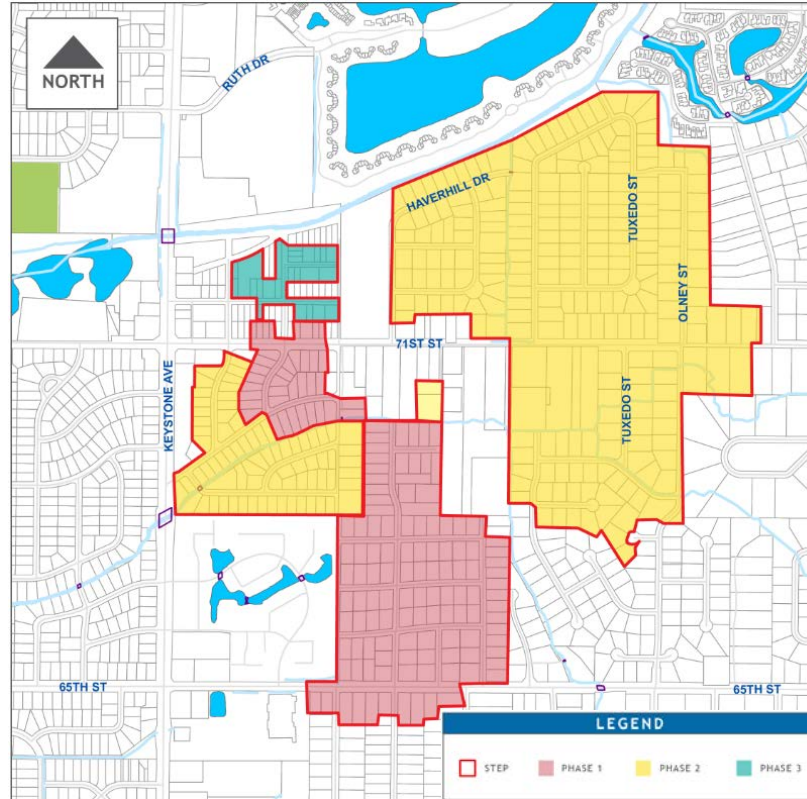 NORTH
RUTH DR
HAVERHILL DR
TUXEDO ST
OLNEY ST
71ST ST
KEYSTONE AVE
TUXEDO ST
65TH ST
65TH ST
LEGEND
STEP PHASE 1 PHASE 2 PHASE 3